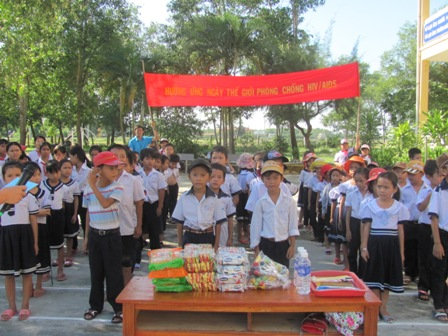 HƯỞNG ỨNG NGÀY THẾ GIỚI PHÒNG CHỐNG HIV/AIDS